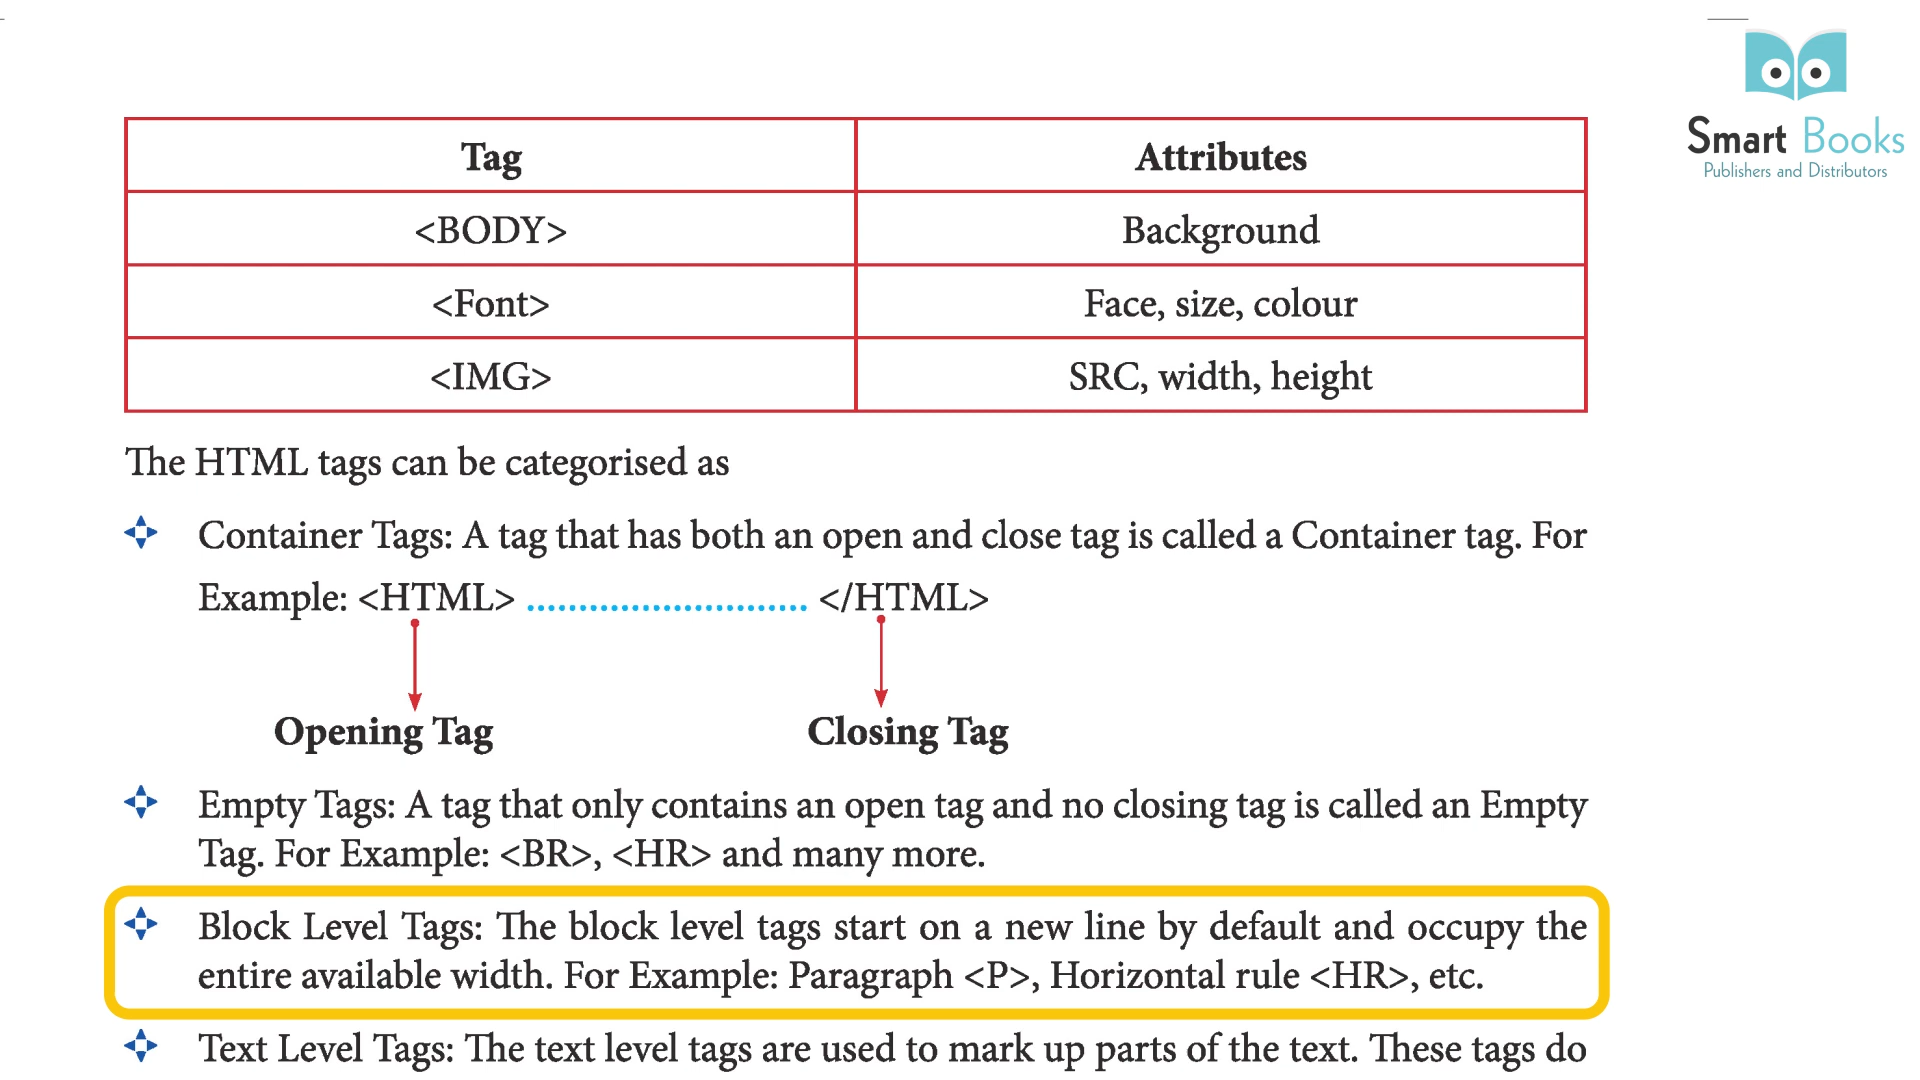 Smart Books
Publishers and Distributors
Tag Attributes
<BODY> Background
<Font> Face, size, colour
<IMG> SRC, width, height
The HTML tags can be categorised as
Container Tags: A tag that has both an open and close tag is called a Container tag. For
Example: <HTML> ........................... </HTML>
Opening Tag Closing Tag
Empty Tags: A tag that only contains an open tag and no closing tag is called an Empty
Tag. For Example: <BR>, <HR> and many more.
Block Level Tags: The block level tags start on a new line by default and occupy the
entire available width. For Example: Paragraph <P>, Horizontal rule <HR>, etc.
Text Level Tags: The text level tags are used to mark up parts of the text. These tags do